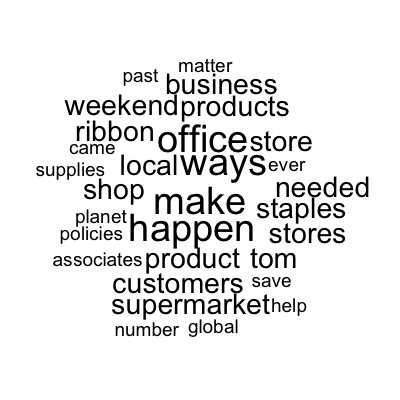 matter
past
business
weekend products
ribbon office store
came
supplies local ways ever
shop make needed
planet happen staples
policies stores
associates product tom
customers save
supermarket help
number global